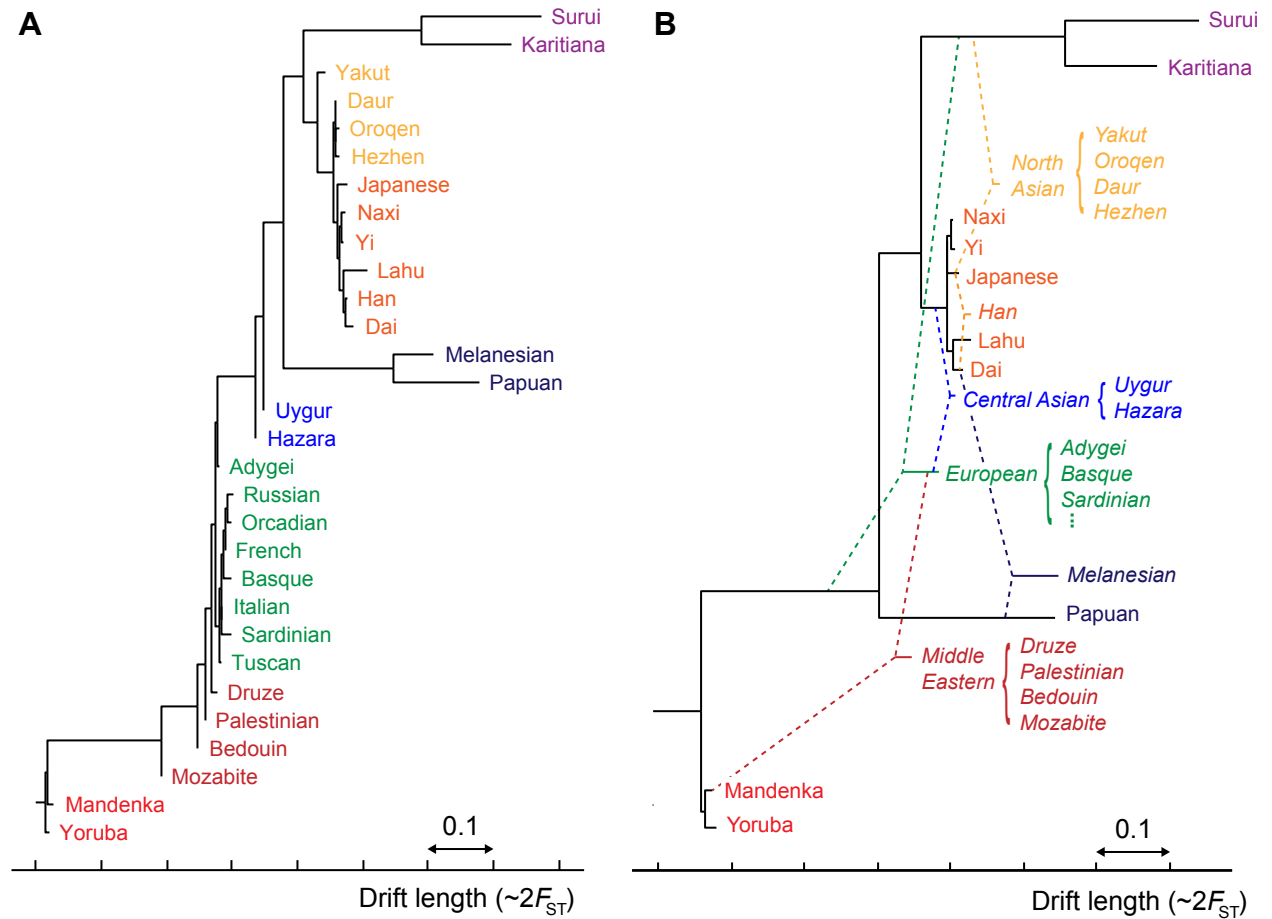 A
Surui
Karitiana
Yakut
Daur
Oroqen
Hezhen
Japanese
Naxi
Yi
Lahu
Han
Dai
Melanesian
Papuan
Uygur
Hazara
Adygei
Russian
Orcadian
French
Basque
Italian
Sardinian
Tuscan
Druze
Palestinian
Bedouin
Mozabite
Mandenka
Yoruba
0.1
Drift length (~2FST)
B
Surui
Karitiana
North
Asian
Yakut
Oroqen
Daur
Hezhen
Naxi
Yi
Japanese
Han
Lahu
Dai
Central Asian
Uygur
Hazara
European
Adygei
Basque
Sardinian
Melanesian
Papuan
Middle
Eastern
Druze
Palestinian
Bedouin
Mozabite
Mandenka
Yoruba
0.1
Drift length (~2FST)